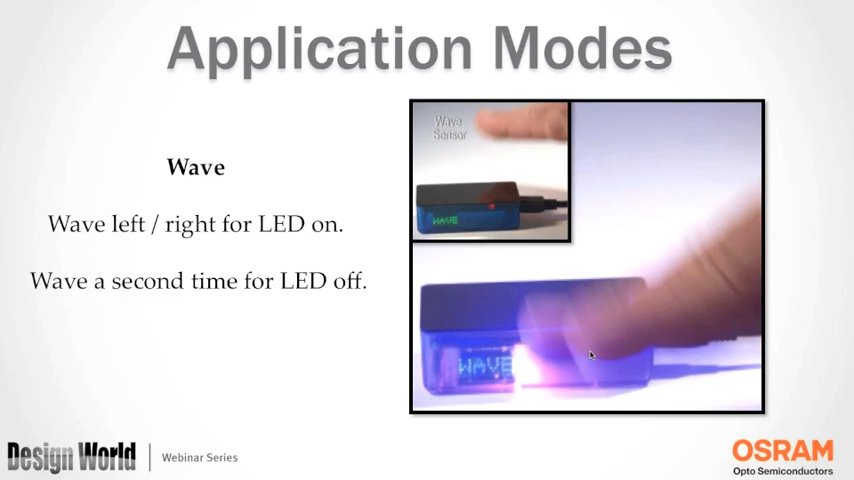 Application Modes
Wave
Wave left / right for LED on.
Wave a second time for LED off.
Wave
Sensor
WAVE
WAVE
Design World
Webinar Series
OSRAM
Opto Semiconductors